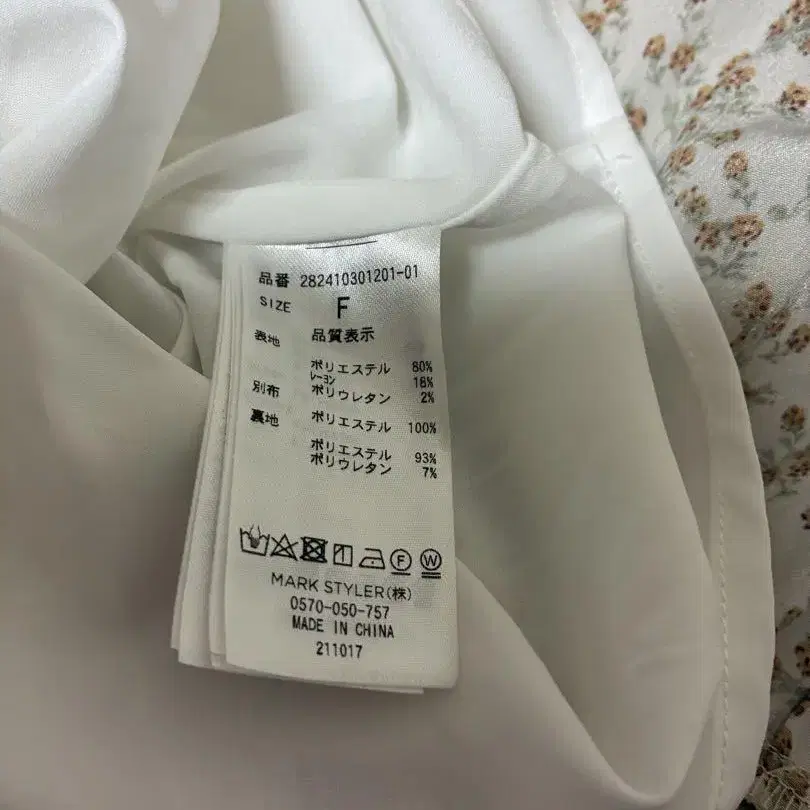 品番 282410301201-01
SIZE F
表地 品質表示
ポリエステル 80%
レーヨン 18%
別布 ポリウレタン 2%
裏地 ポリエステル 100%
ポリエステル 93%
ポリウレタン 7%
F W
MARK STYLER(株)
0570-050-757
MADE IN CHINA
211017